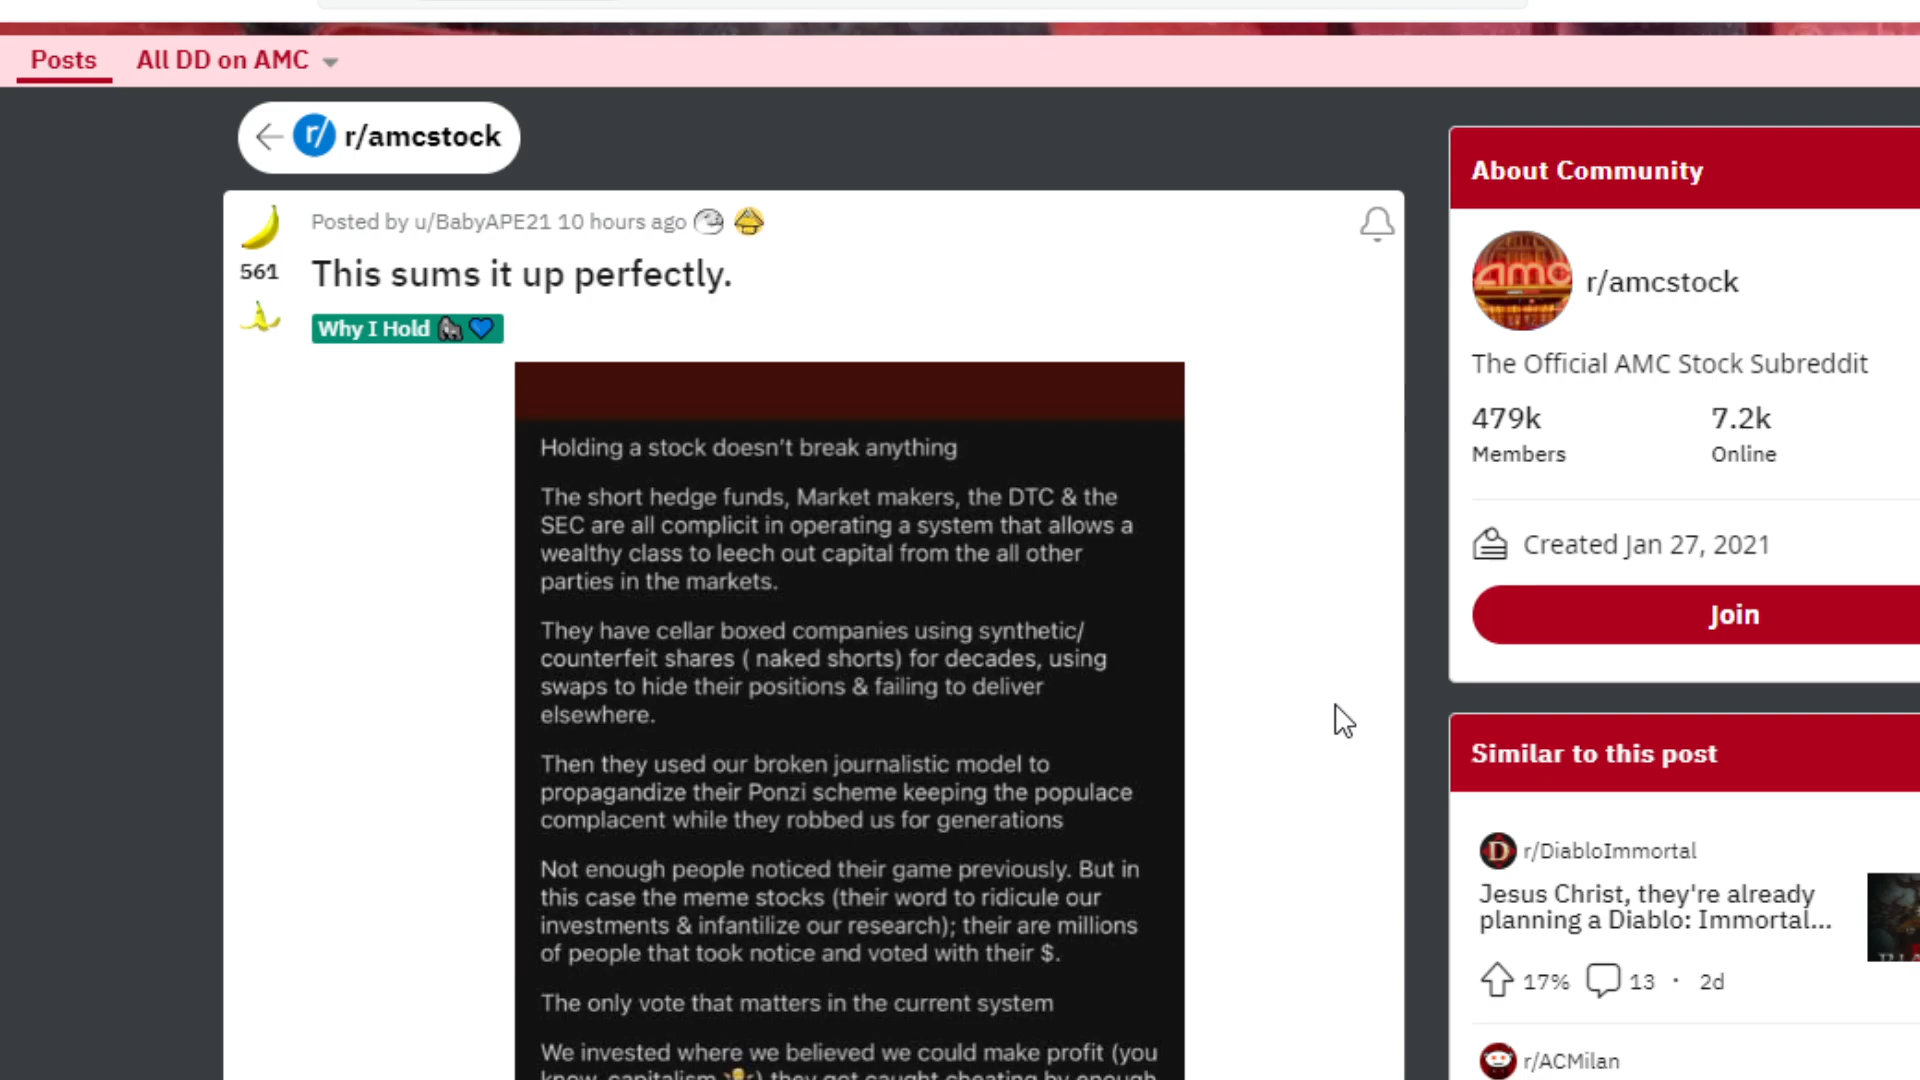 Posts All DD on AMC
r/ r/amcstock
Posted by u/BabyAPE21 10 hours ago
561
This sums it up perfectly.
Why I Hold
Holding a stock doesn't break anything
The short hedge funds, Market makers, the DTC & the
SEC are all complicit in operating a system that allows a
wealthy class to leech out capital from the all other
parties in the markets.
They have cellar boxed companies using synthetic/
counterfeit shares ( naked shorts) for decades, using
swaps to hide their positions & failing to deliver
elsewhere.
Then they used our broken journalistic model to
propagandize their Ponzi scheme keeping the populace
complacent while they robbed us for generations
Not enough people noticed their game previously. But in
this case the meme stocks (their word to ridicule our
investments & infantilize our research); their are millions
of people that took notice and voted with their $.
The only vote that matters in the current system
We invested where we believed we could make profit (you
know, capitalism ) they got caught cheating by enough
About Community
amc
r/amcstock
The Official AMC Stock Subreddit
479k 7.2k
Members Online
Created Jan 27, 2021
Join
Similar to this post
r/DiabloImmortal
Jesus Christ, they're already
planning a Diablo: Immortal...
17% 13 · 2d
r/ACMilan